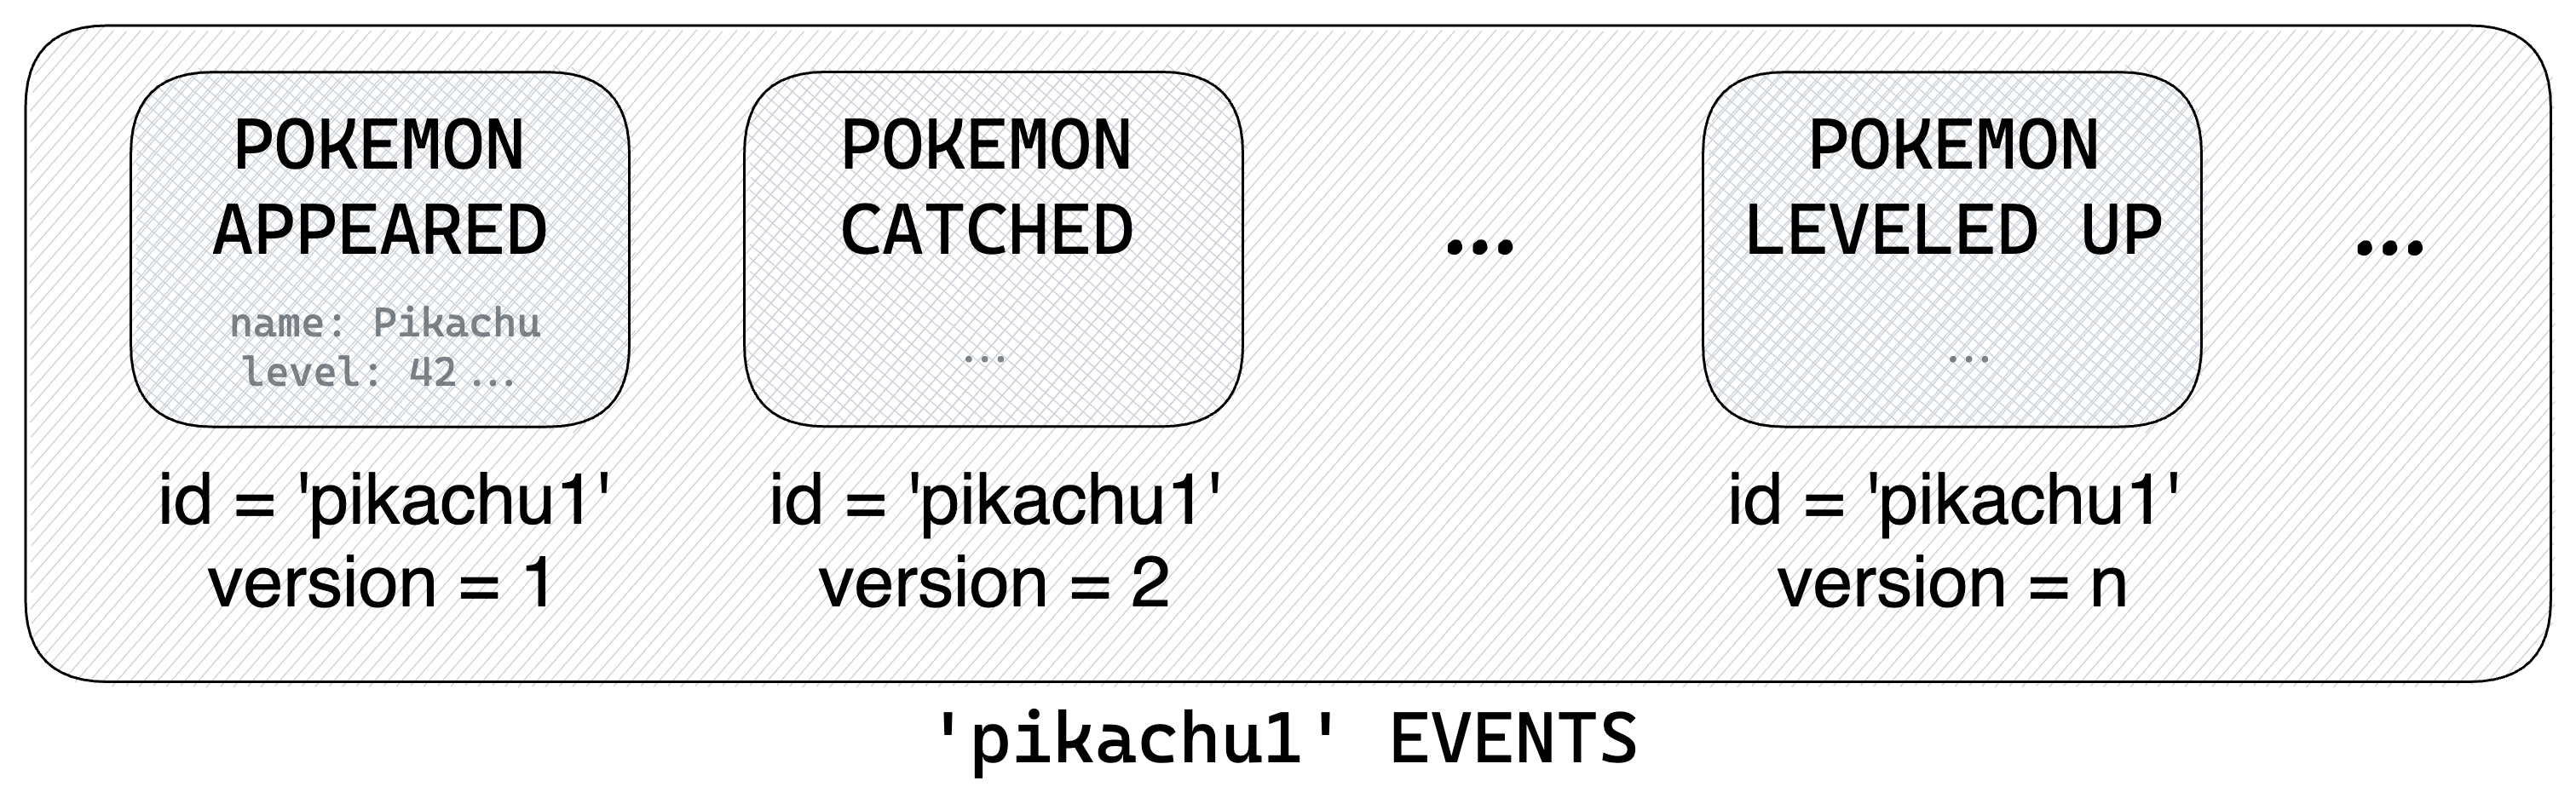 POKEMON
APPEARED
name: Pikachu
level: 42 ...
id = 'pikachu1'
version = 1
POKEMON
CATCHED
...
id = 'pikachu1'
version = 2
...
POKEMON
LEVELED UP
...
id = 'pikachu1'
version = n
...
'pikachu1' EVENTS